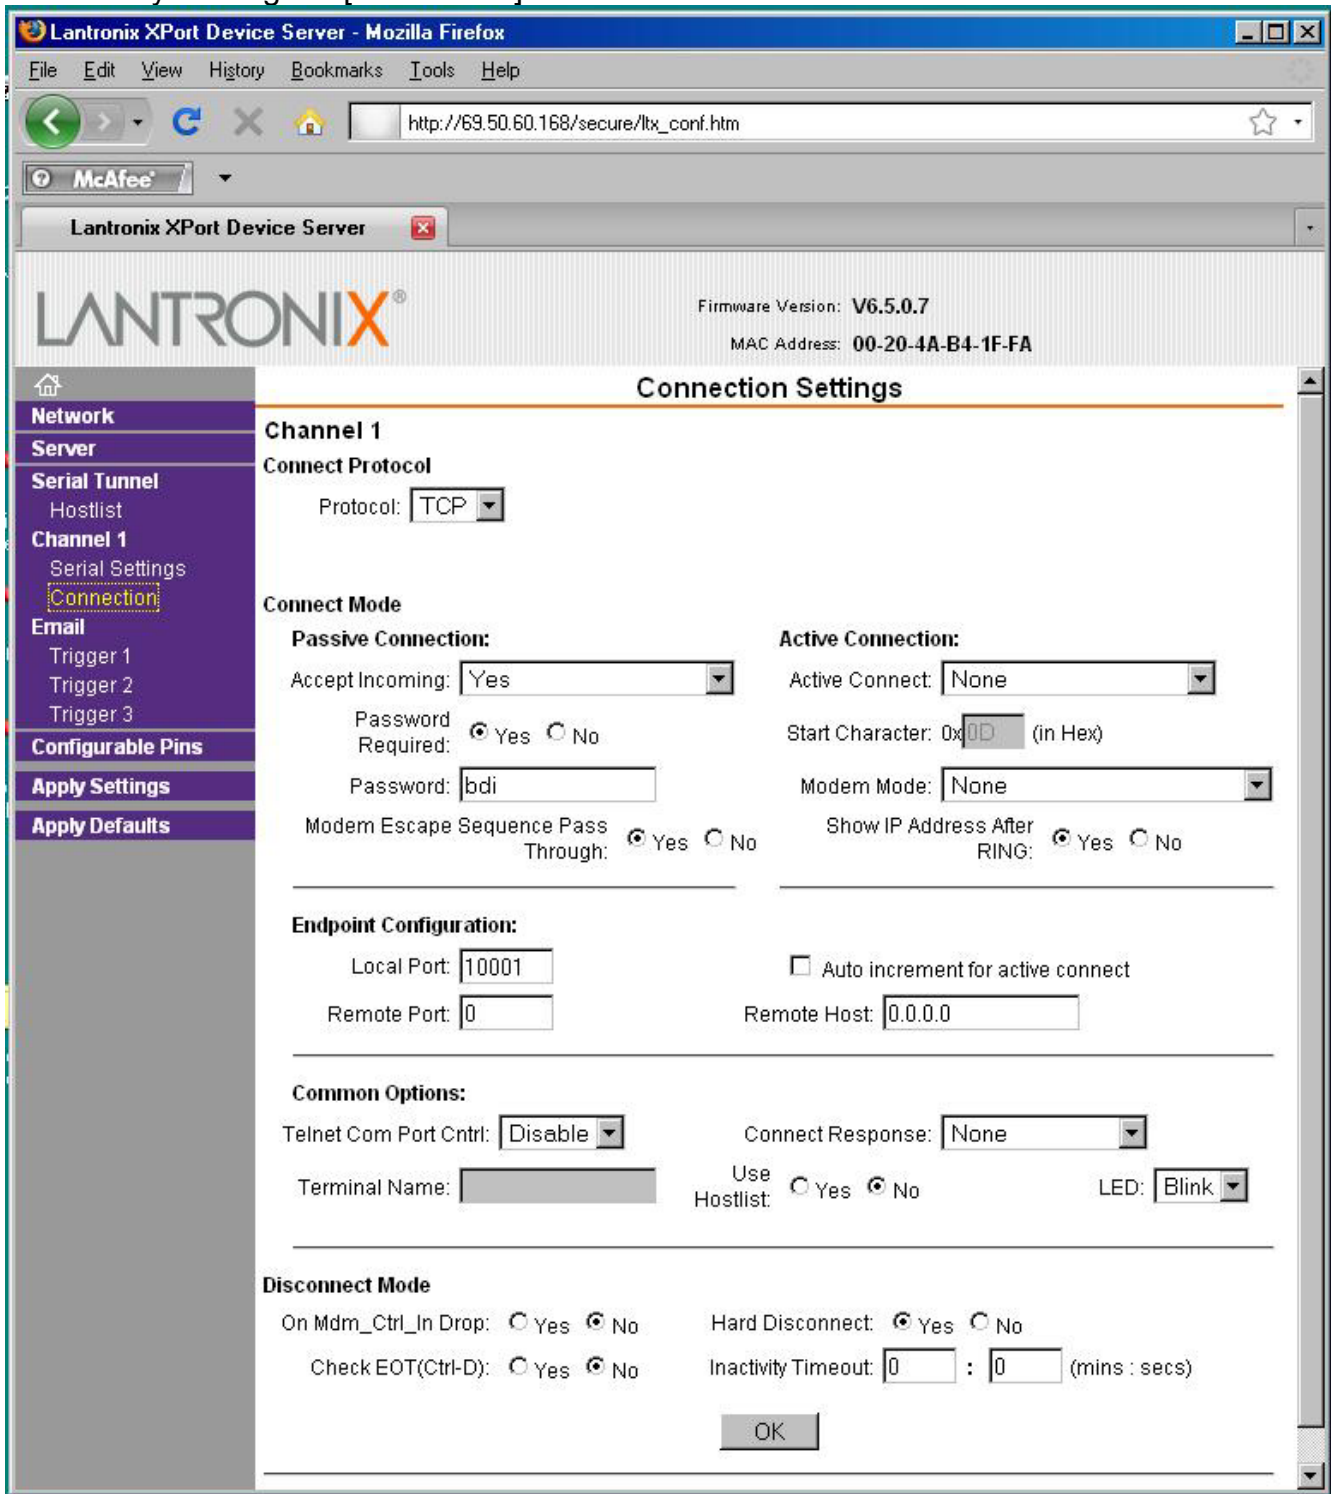 Lantronix XPort Device Server - Mozilla Firefox
File Edit View History Bookmarks Tools Help
http://69.50.60.168/secure/ltx_conf.htm
McAfee
Lantronix XPort Device Server
LANTRONIX®
Firmware Version: V6.5.0.7
MAC Address: 00-20-4A-B4-1F-FA
Network
Server
Serial Tunnel
Hostlist
Channel 1
Serial Settings
Connection
Email
Trigger 1
Trigger 2
Trigger 3
Configurable Pins
Apply Settings
Apply Defaults
Connection Settings
Channel 1
Connect Protocol
Protocol: TCP
Connect Mode
Passive Connection:
Accept Incoming: Yes
Password Required: Yes No
Password: bdi
Modem Escape Sequence Pass Through: Yes No
Active Connection:
Active Connect: None
Start Character: 0x0D (in Hex)
Modem Mode: None
Show IP Address After RING: Yes No
Endpoint Configuration:
Local Port: 10001 Auto increment for active connect
Remote Port: 0 Remote Host: 0.0.0.0
Common Options:
Telnet Com Port Cntrl: Disable Connect Response: None
Terminal Name: Use Hostlist: Yes No LED: Blink
Disconnect Mode
On Mdm_Ctrl_In Drop: Yes No Hard Disconnect: Yes No
Check EOT(Ctrl-D): Yes No Inactivity Timeout: 0 : 0 (mins : secs)
OK